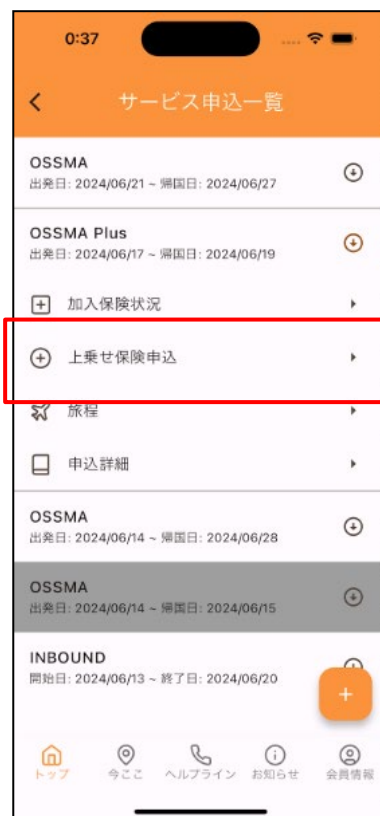 0:37
サービス申込一覧
OSSMA
出発日: 2024/06/21 ~ 帰国日: 2024/06/27
OSSMA Plus
出発日: 2024/06/17 ~ 帰国日: 2024/06/19
加入保険状況
上乗せ保険申込
旅程
申込詳細
OSSMA
出発日: 2024/06/14 ~ 帰国日: 2024/06/28
OSSMA
出発日: 2024/06/14 ~ 帰国日: 2024/06/15
INBOUND
開始日: 2024/06/13 ~ 終了日: 2024/06/20
トップ 今ここ ヘルプライン お知らせ 会員情報